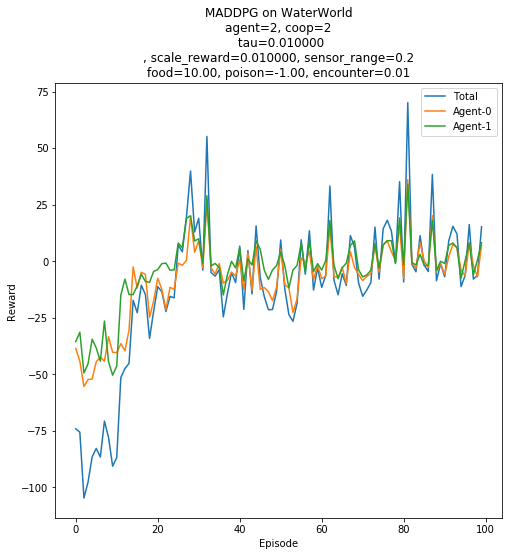 MADDPG on WaterWorld
agent=2, coop=2
tau=0.010000
, scale_reward=0.010000, sensor_range=0.2
food=10.00, poison=-1.00, encounter=0.01
Total
Agent-0
Agent-1
75
50
25
0
−25
−50
−75
−100
Reward
0
20
40
60
80
100
Episode